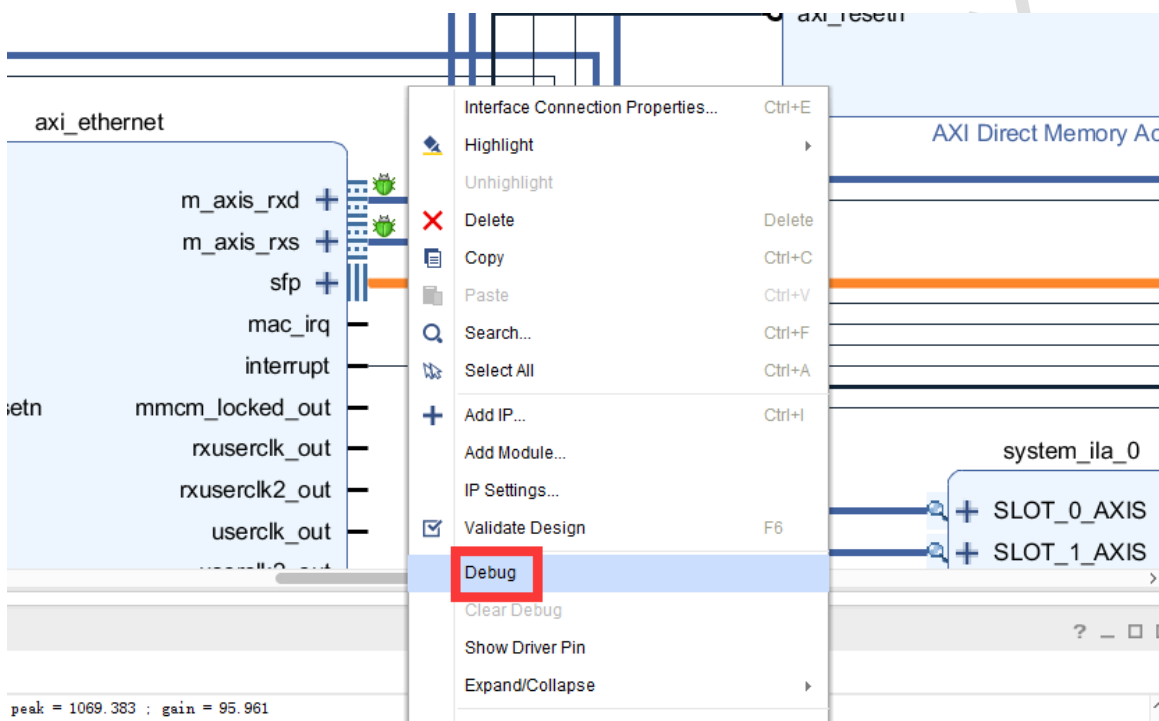 axi_resetn
axi_ethernet
m_axis_rxd
m_axis_rxs
sfp
mac_irq
interrupt
setn
mmcm_locked_out
rxuserclk_out
rxuserclk2_out
userclk_out
Interface Connection Properties... Ctrl+E
Highlight
Unhighlight
Delete Delete
Copy Ctrl+C
Paste Ctrl+V
Search... Ctrl+F
Select All Ctrl+A
Add IP... Ctrl+I
Add Module...
IP Settings...
Validate Design F6
Debug
Clear Debug
Show Driver Pin
Expand/Collapse
AXI Direct Memory Ac
system_ila_0
SLOT_0_AXIS
SLOT_1_AXIS
peak = 1069.383 ; gain = 95.961